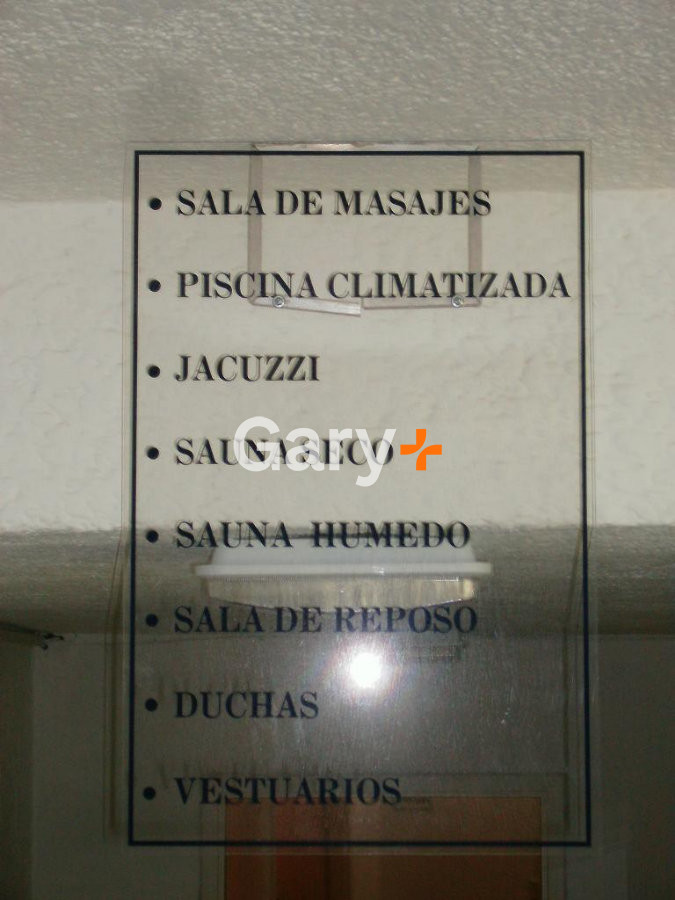 • SALA DE MASAJES
• PISCINA CLIMATIZADA
• JACUZZI
• SAUNA SECO
• SAUNA HUMEDO
• SALA DE REPOSO
• DUCHAS
• VESTUARIOS
Gary+